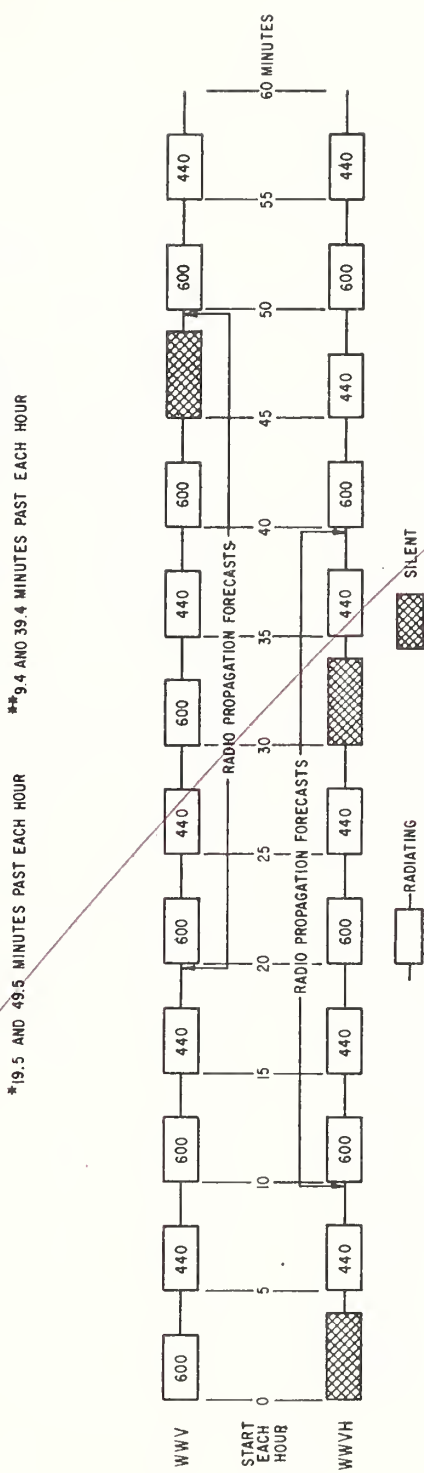 *19.5 AND 49.5 MINUTES PAST EACH HOUR **9.4 AND 39.4 MINUTES PAST EACH HOUR
WWV 600 440 600 440 600 440 600 440 600 600 440
RADIO PROPAGATION FORECASTS
START
EACH
HOUR
0 5 10 15 20 25 30 35 40 45 50 55 60 MINUTES
RADIO PROPAGATION FORECASTS
WWVH 440 600 440 600 440 440 600 440 600 440
RADIATING SILENT